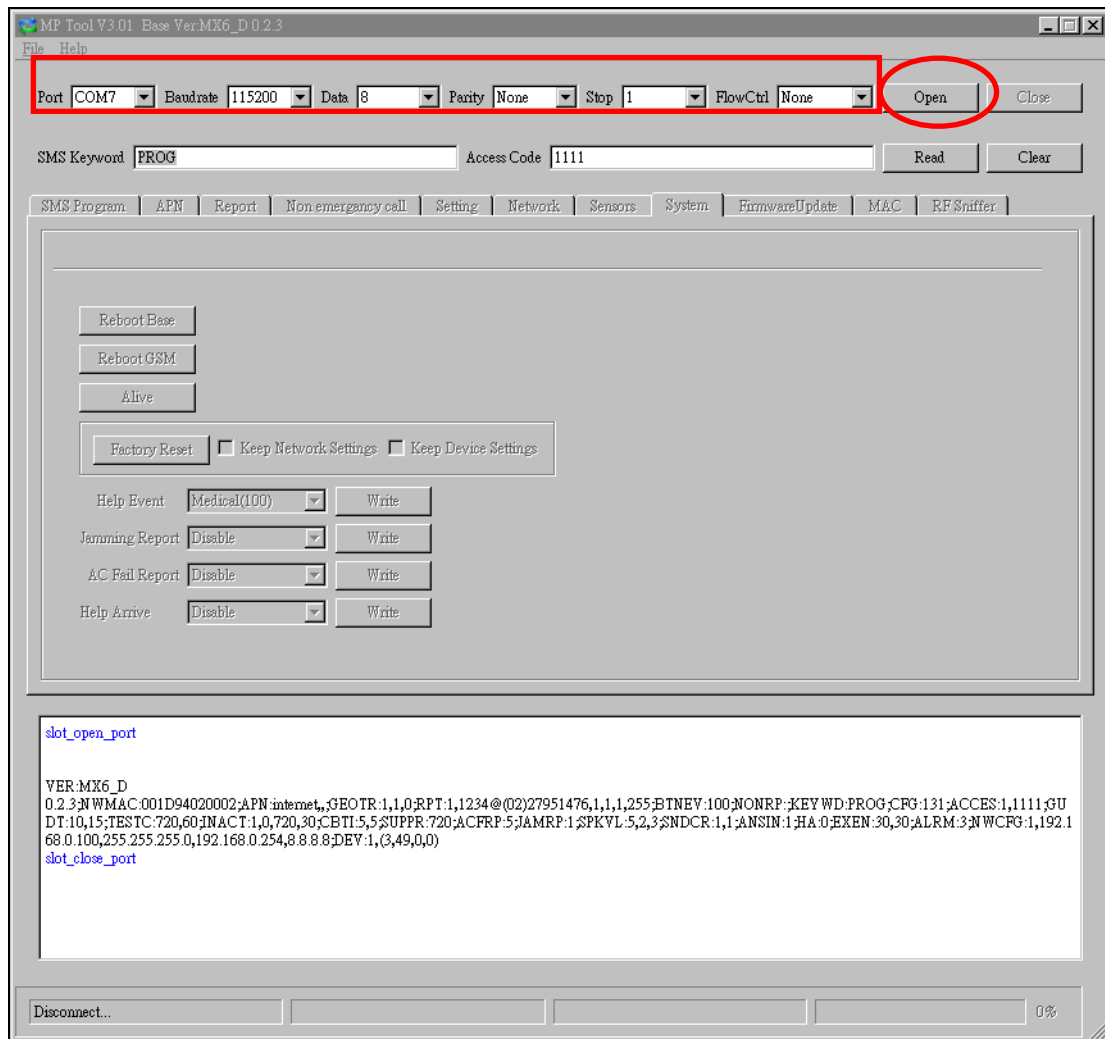 MP Tool V3.01 Base Ver:MX6_D 0.2.3
File Help
Port COM7 Baudrate 115200 Data 8 Parity None Stop 1 FlowCtrl None Open Close
SMS Keyword PROG Access Code 1111 Read Clear
SMS Program APN Report Non emergancy call Setting Network Sensors System FirmwareUpdate MAC RF Sniffer
Reboot Base
Reboot GSM
Alive
Factory Reset Keep Network Settings Keep Device Settings
Help Event Medical(100) Write
Jamming Report Disable Write
AC Fail Report Disable Write
Help Arrive Disable Write
slot_open_port
VER:MX6_D
0.2.3;NWMAC:001D94020002;APN:internet,,;GEOTR:1,1,0;RPT:1,1234@(02)27951476,1,1,1,255;BTNEV:100;NONRP:;KEYWD:PROG;CFG:131;ACCES:1,1111;GU
DT:10,15;TESTC:720,60;INACT:1,0,720,30;CBTI:5,5;SUPPR:720;ACFRP:5;JAMRP:1;SPKVL:5,2,3;SNDCR:1,1;ANSIN:1;HA:0;EXEN:30,30;ALRM:3;NWCFG:1,192.1
68.0.100,255.255.255.0,192.168.0.254,8.8.8.8;DEV:1,(3,49,0,0)
slot_close_port
Disconnect... 0%